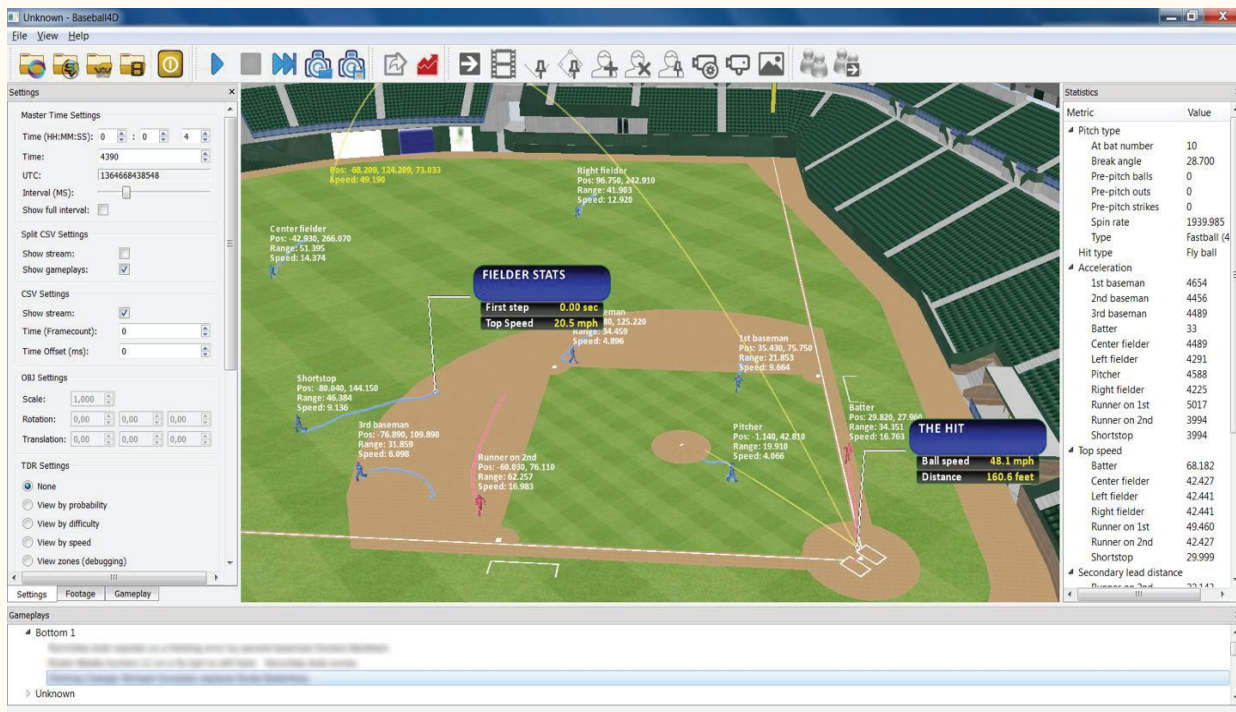 Unknown - Baseball4D
File View Help
Settings
Master Time Settings
Time (HH:MM:SS): 0 : 0 4
Time: 4390
UTC: 1364668438548
Interval (MS):
Show full interval:
Split CSV Settings
Show stream:
Show gameplays:
CSV Settings
Show stream:
Time (Framecount): 0
Time Offset (ms): 0
OBJ Settings
Scale: 1,000
Rotation: 0,00 0,00 0,00
Translation: 0,00 0,00 0,00
TDR Settings
None
View by probability
View by difficulty
View by speed
View zones (debugging)
Settings Footage Gameplay
Pos: -68.209, 124.209, 73.033
Speed: 49.190
Right fielder
Pos: 96.750, 242.910
Range: 41.903
Speed: 12.920
Center fielder
Pos: -42.930, 266.070
Range: 51.395
Speed: 14.374
FIELDER STATS
First step 0.00 sec
Top Speed 20.5 mph
eman
80, 125.220
Range: 34.459
Speed: 4.896
1st baseman
Pos: 35.430, 75.750
Range: 21.853
Speed: 9.664
Shortstop
Pos: -80.040, 144.150
Range: 46.384
Speed: 9.136
3rd baseman
Pos: -76.890, 109.890
Range: 31.859
Speed: 6.098
Runner on 2nd
Pos: -60.030, 76.110
Range: 62.257
Speed: 16.983
Pitcher
Pos: -1.140, 42.810
Range: 19.910
Speed: 4.066
Batter
Pos: 29.820, 27.960
Range: 34.351
Speed: 16.763
THE HIT
Ball speed 48.1 mph
Distance 160.6 feet
Statistics
Metric Value
Pitch type
At bat number 10
Break angle 28.700
Pre-pitch balls 0
Pre-pitch outs 0
Pre-pitch strikes 0
Spin rate 1939.985
Type Fastball (4
Hit type Fly ball
Acceleration
1st baseman 4654
2nd baseman 4456
3rd baseman 4489
Batter 33
Center fielder 4489
Left fielder 4291
Pitcher 4588
Right fielder 4225
Runner on 1st 5017
Runner on 2nd 3994
Shortstop 3994
Top speed
Batter 68.182
Center fielder 42.427
Left fielder 42.441
Right fielder 42.441
Runner on 1st 49.460
Runner on 2nd 42.427
Shortstop 29.999
Secondary lead distance
Gameplays
Bottom 1
Unknown